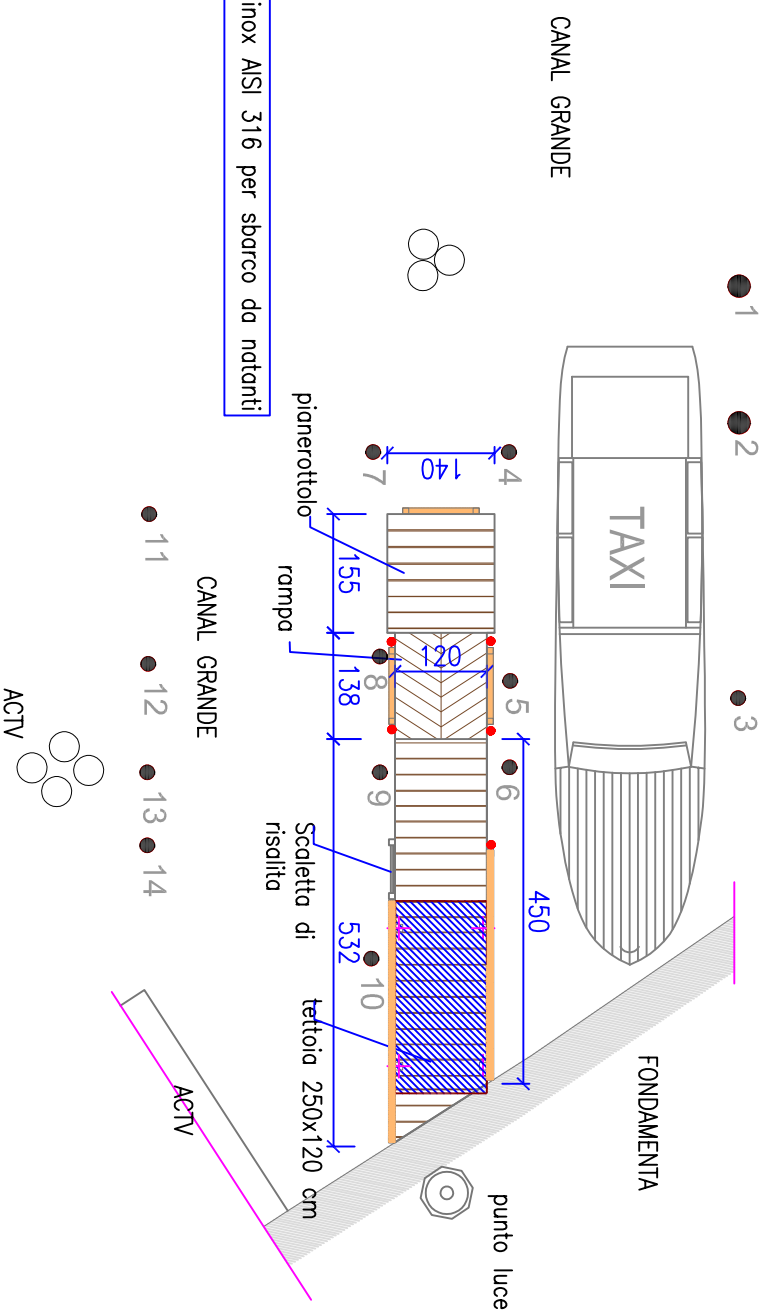 CANAL GRANDE
inox AISI 316 per sbarco da natanti
1
2
3
TAXI
4
5
6
7
8
9
10
11
12
13
14
140
155
138
120
450
532
pianerottolo
rampa
Scaletta di
risalita
tettoia 250x120 cm
CANAL GRANDE
ACTV
ACTV
FONDAMENTA
punto luce